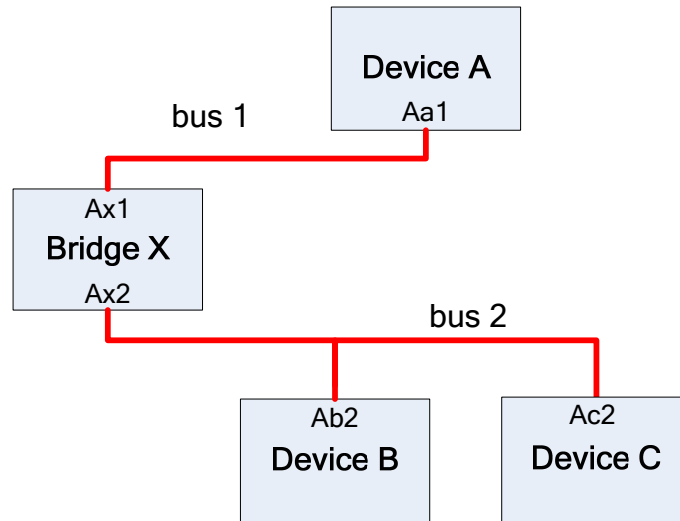 Device A
Aa1
bus 1
Ax1
Bridge X
Ax2
bus 2
Ab2
Device B
Ac2
Device C